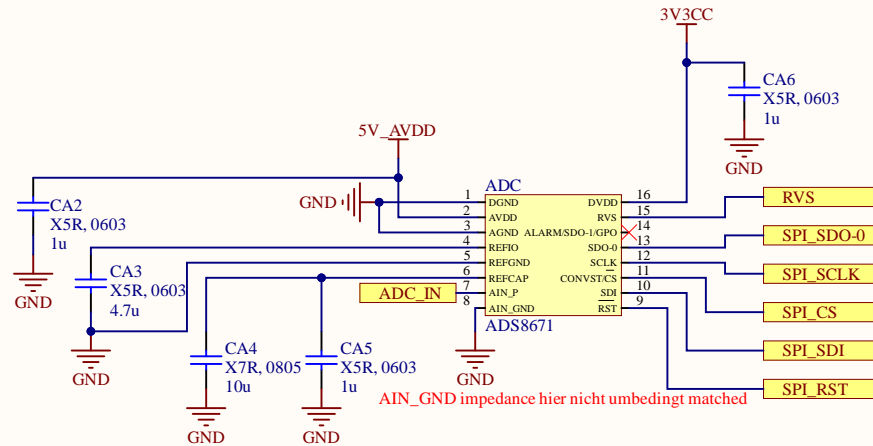 3V3CC
CA6
X5R, 0603
1u
GND
5V_AVDD
CA2
X5R, 0603
1u
GND
CA3
X5R, 0603
4.7u
GND
GND
ADC
1 DGND DVDD 16
2 AVDD RVS 15
3 AGND ALARM/SDO-1/GPO 14
4 REFIO SDO-0 13
5 REFGND SCLK 12
6 REFCAP CONVST/CS 11
7 AIN_P SDI 10
8 AIN_GND RST 9
ADS8671
ADC_IN
RVS
SPI_SDO-0
SPI_SCLK
SPI_CS
SPI_SDI
SPI_RST
CA4
X7R, 0805
10u
GND
CA5
X5R, 0603
1u
GND
GND
AIN_GND impedance hier nicht umbedingt matched